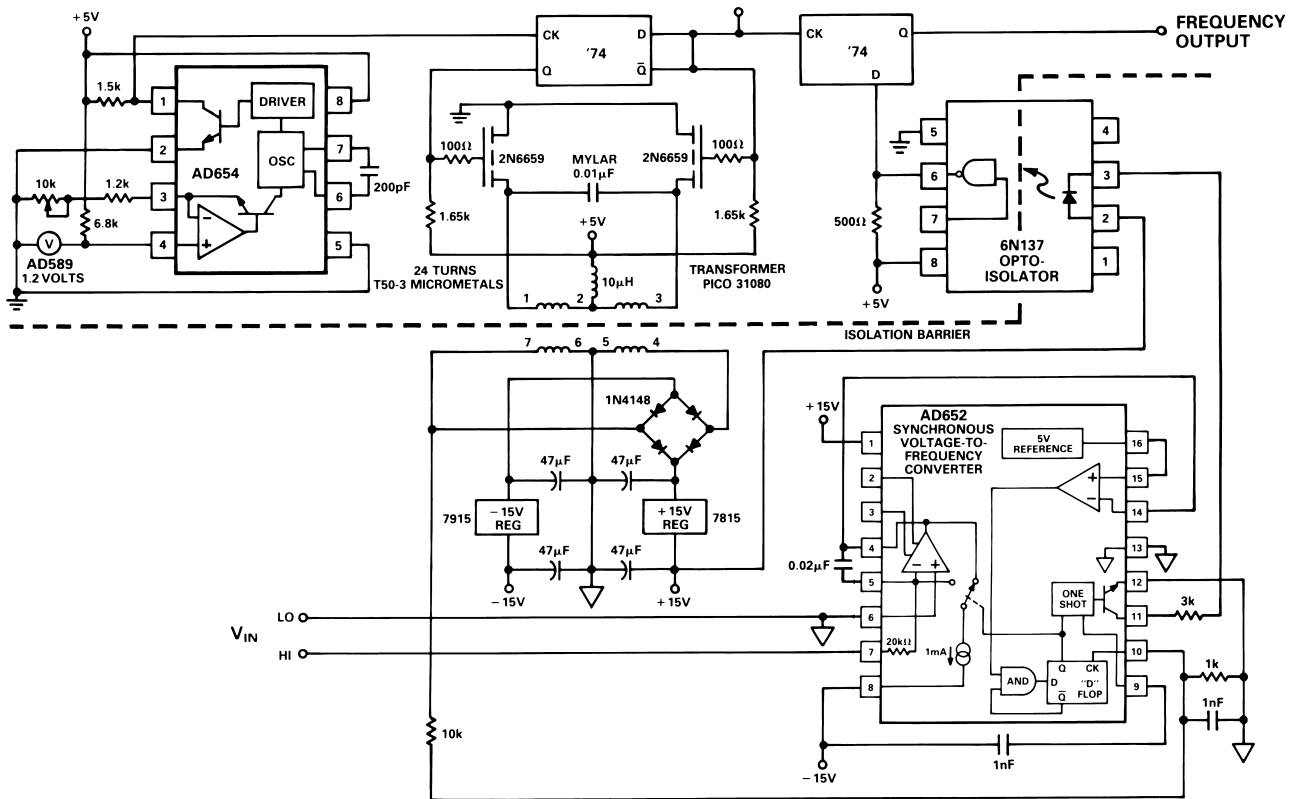 +5V
1.5k
1
2
3
4
8
7
6
5
DRIVER
OSC
AD654
200pF
10k
1.2k
6.8k
V
AD589
1.2 VOLTS
−
+
CK
D
'74
Q
Q̅
100Ω
2N6659
MYLAR
0.01μF
2N6659
100Ω
1.65k
+5V
1.65k
24 TURNS
T50-3 MICROMETALS
10μH
TRANSFORMER
PICO 31080
1
2
3
CK
Q
'74
D
FREQUENCY
OUTPUT
500Ω
+5V
5
6
7
8
4
3
2
1
6N137
OPTO-
ISOLATOR
ISOLATION BARRIER
7
6
5
4
1N4148
47μF
47μF
7915
−15V
REG
+15V
REG
7815
47μF
47μF
−15V
+15V
LO
VIN
HI
10k
+15V
AD652
SYNCHRONOUS
VOLTAGE-TO-
FREQUENCY
CONVERTER
5V
REFERENCE
1
2
3
4
5
6
7
8
16
15
14
13
12
11
10
9
+
−
−
+
0.02μF
20kΩ
1mA
ONE
SHOT
AND
Q
CK
D
"D"
FLOP
Q̅
3k
1k
1nF
1nF
−15V